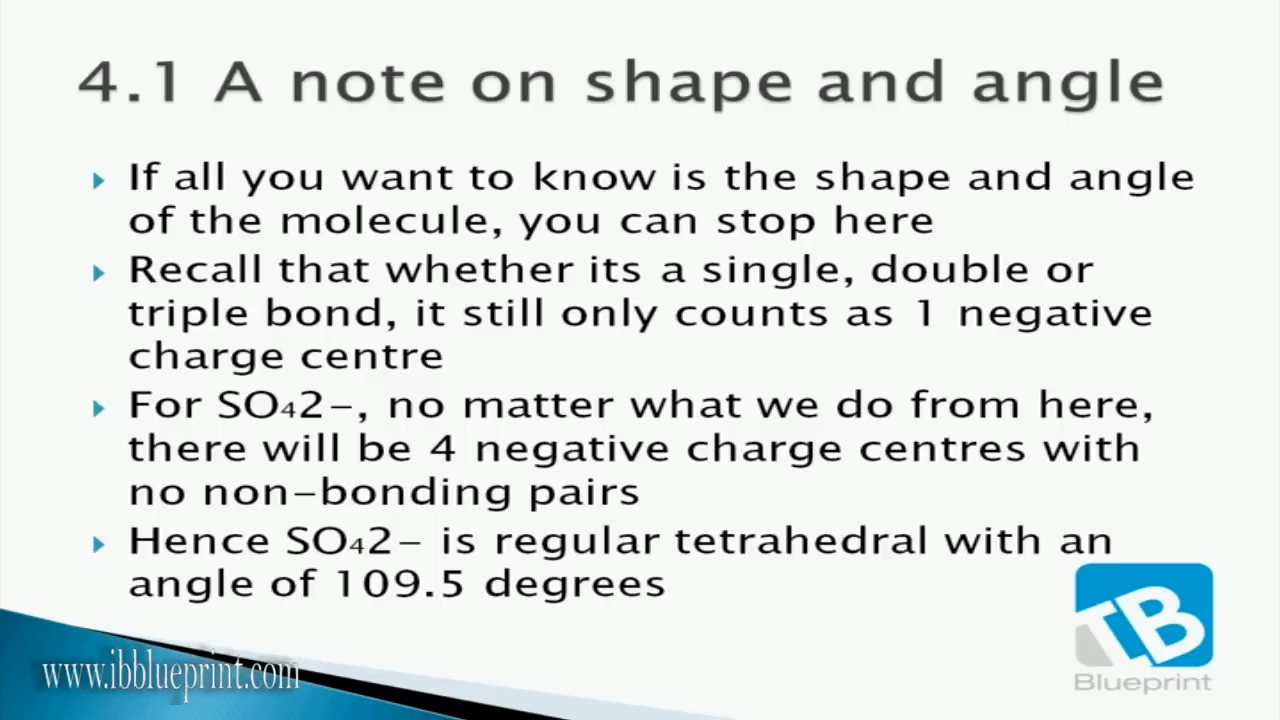 4.1 A note on shape and angle
If all you want to know is the shape and angle
of the molecule, you can stop here
Recall that whether its a single, double or
triple bond, it still only counts as 1 negative
charge centre
For SO₄2-, no matter what we do from here,
there will be 4 negative charge centres with
no non-bonding pairs
Hence SO₄2- is regular tetrahedral with an
angle of 109.5 degrees
www.ibblueprint.com
IB
Blueprint